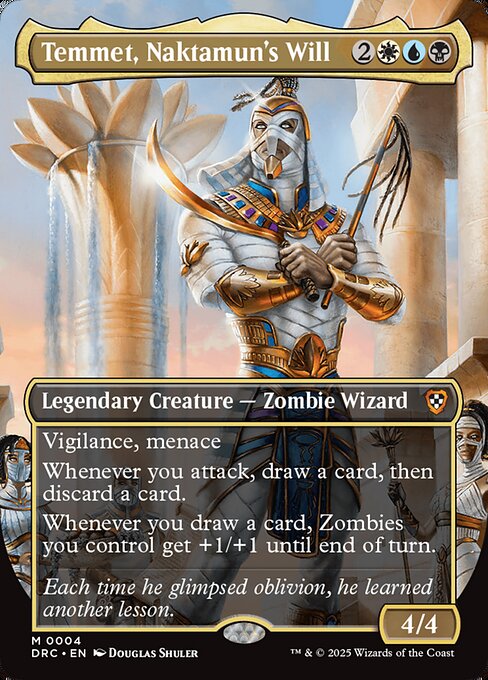 Temmet, Naktamun's Will 2
Legendary Creature — Zombie Wizard
Vigilance, menace
Whenever you attack, draw a card, then
discard a card.
Whenever you draw a card, Zombies
you control get +1/+1 until end of turn.
Each time he glimpsed oblivion, he learned
another lesson.
4/4
M 0004
DRC • EN Douglas Shuler
™ & © 2025 Wizards of the Coast